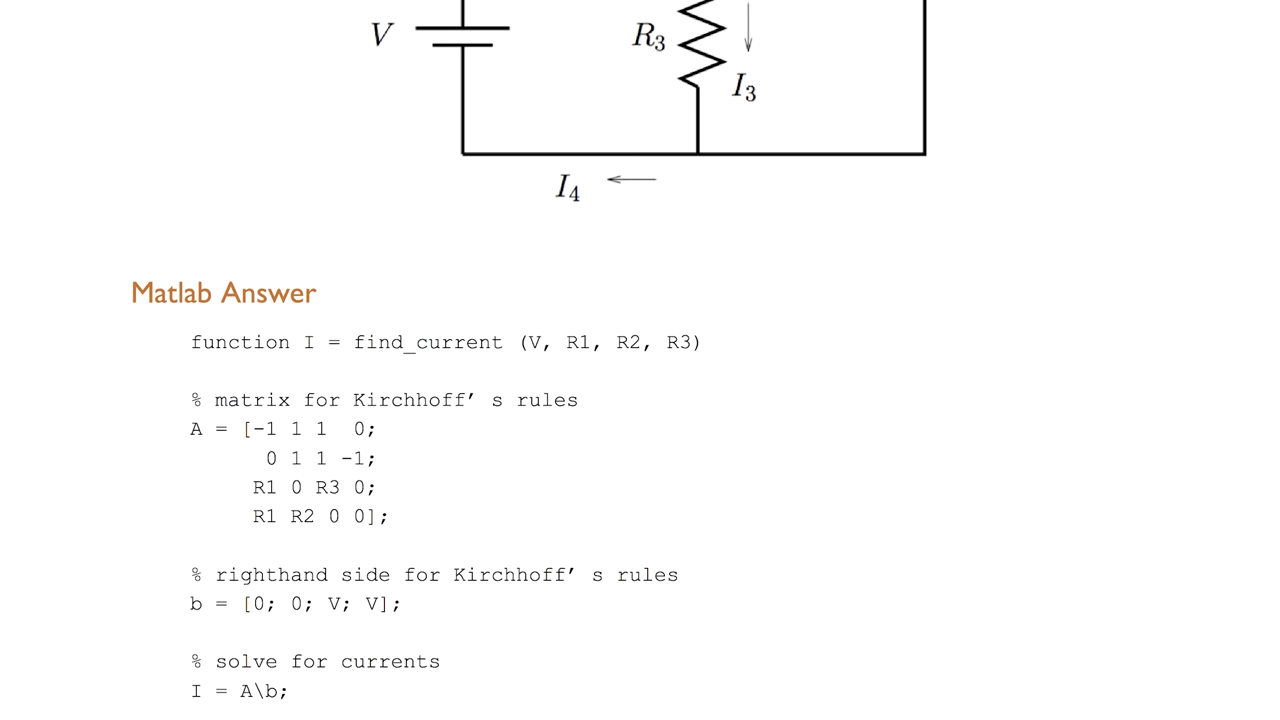 V
R3
I3
I4
Matlab Answer
function I = find_current (V, R1, R2, R3)
% matrix for Kirchhoff’ s rules
A = [-1 1 1  0;
0 1 1 -1;
R1 0 R3 0;
R1 R2 0 0];
% righthand side for Kirchhoff’ s rules
b = [0; 0; V; V];
% solve for currents
I = A\b;